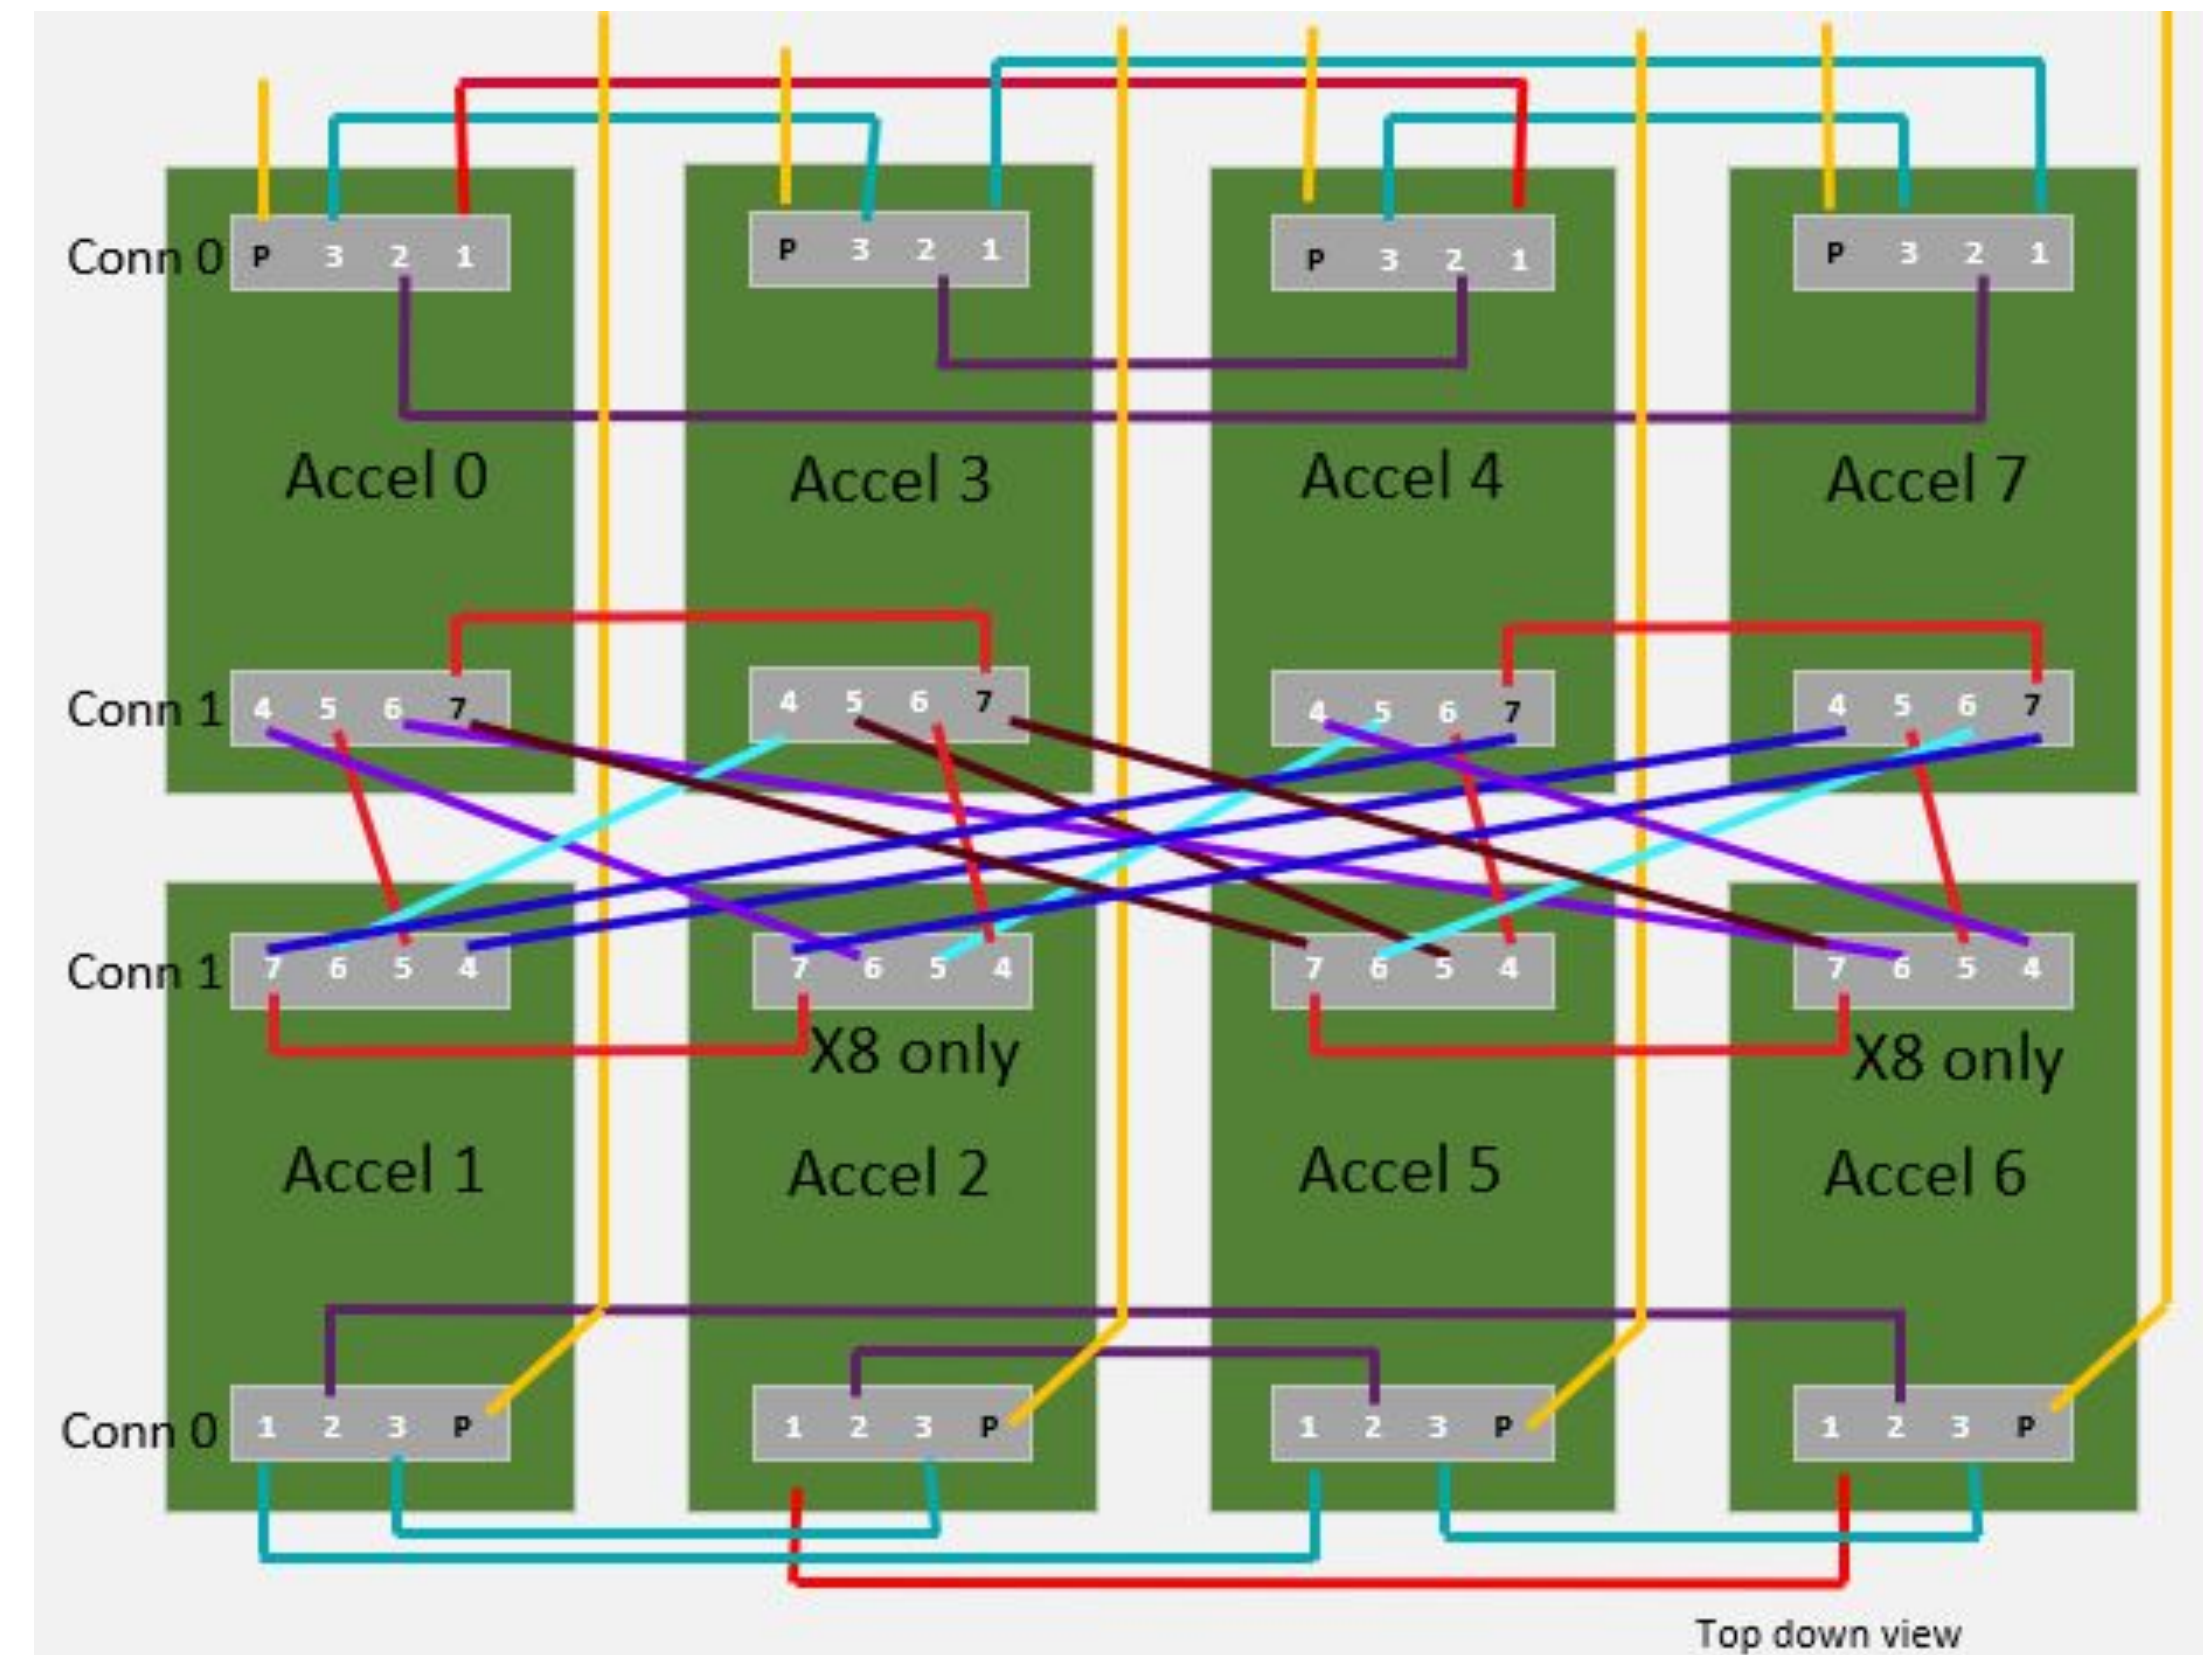 Conn 0 P 3 2 1 P 3 2 1 P 3 2 1 P 3 2 1
Accel 0 Accel 3 Accel 4 Accel 7
Conn 1 4 5 6 7 4 5 6 7 4 5 6 7 4 5 6 7
Conn 1 7 6 5 4 7 6 5 4 7 6 5 4 7 6 5 4
X8 only X8 only
Accel 1 Accel 2 Accel 5 Accel 6
Conn 0 1 2 3 P 1 2 3 P 1 2 3 P 1 2 3 P
Top down view